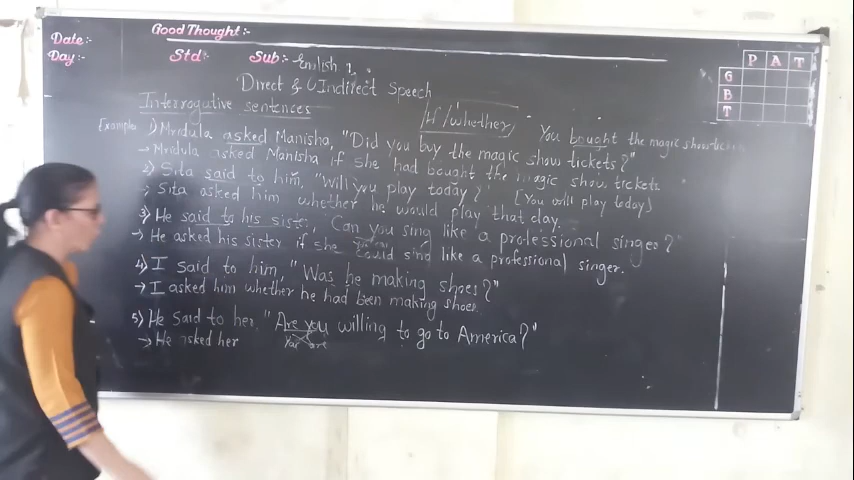 Good Thought:-
Date:-
Day:-
Std:-
Sub:- English
Direct & Indirect Speech
P A T
G
B
T
Interrogative sentences
If/whether
You bought the magic show
Example 1) Mrudula asked Manisha, "Did you buy the magic show tickets?"
→ Mrudula asked Manisha if she had bought the magic show tickets
2) Sita said to him, "Will you play today?" [You will play today]
→ Sita asked him whether he would play that day.
3) He said to his sister, Can you sing like a professional singer?"
You can
→ He asked his sister if she could sing like a professional singer.
4) I said to him, "Was he making shoes?"
→ I asked him whether he had been making shoes.
5) He said to her, "Are you willing to go to America?"
You are
→ He asked her